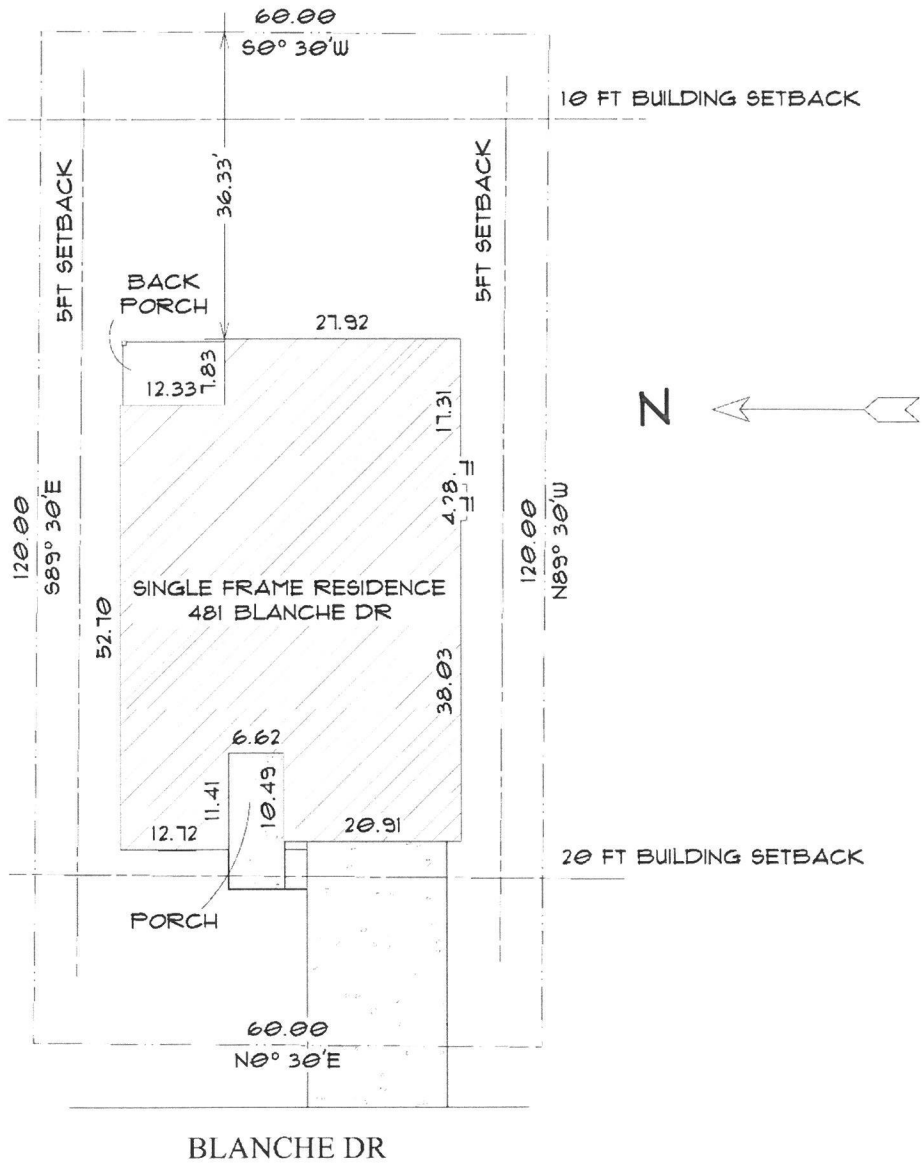 60.00
S0° 30'W
10 FT BUILDING SETBACK
5FT SETBACK
36.33'
5FT SETBACK
BACK
PORCH
27.92
12.33
7.83
17.31
N
4.28
120.00
S89° 30'E
120.00
N89° 30'W
SINGLE FRAME RESIDENCE
481 BLANCHE DR
52.70
38.03
6.62
11.41
10.49
12.72
20.91
20 FT BUILDING SETBACK
PORCH
60.00
N0° 30'E
BLANCHE DR